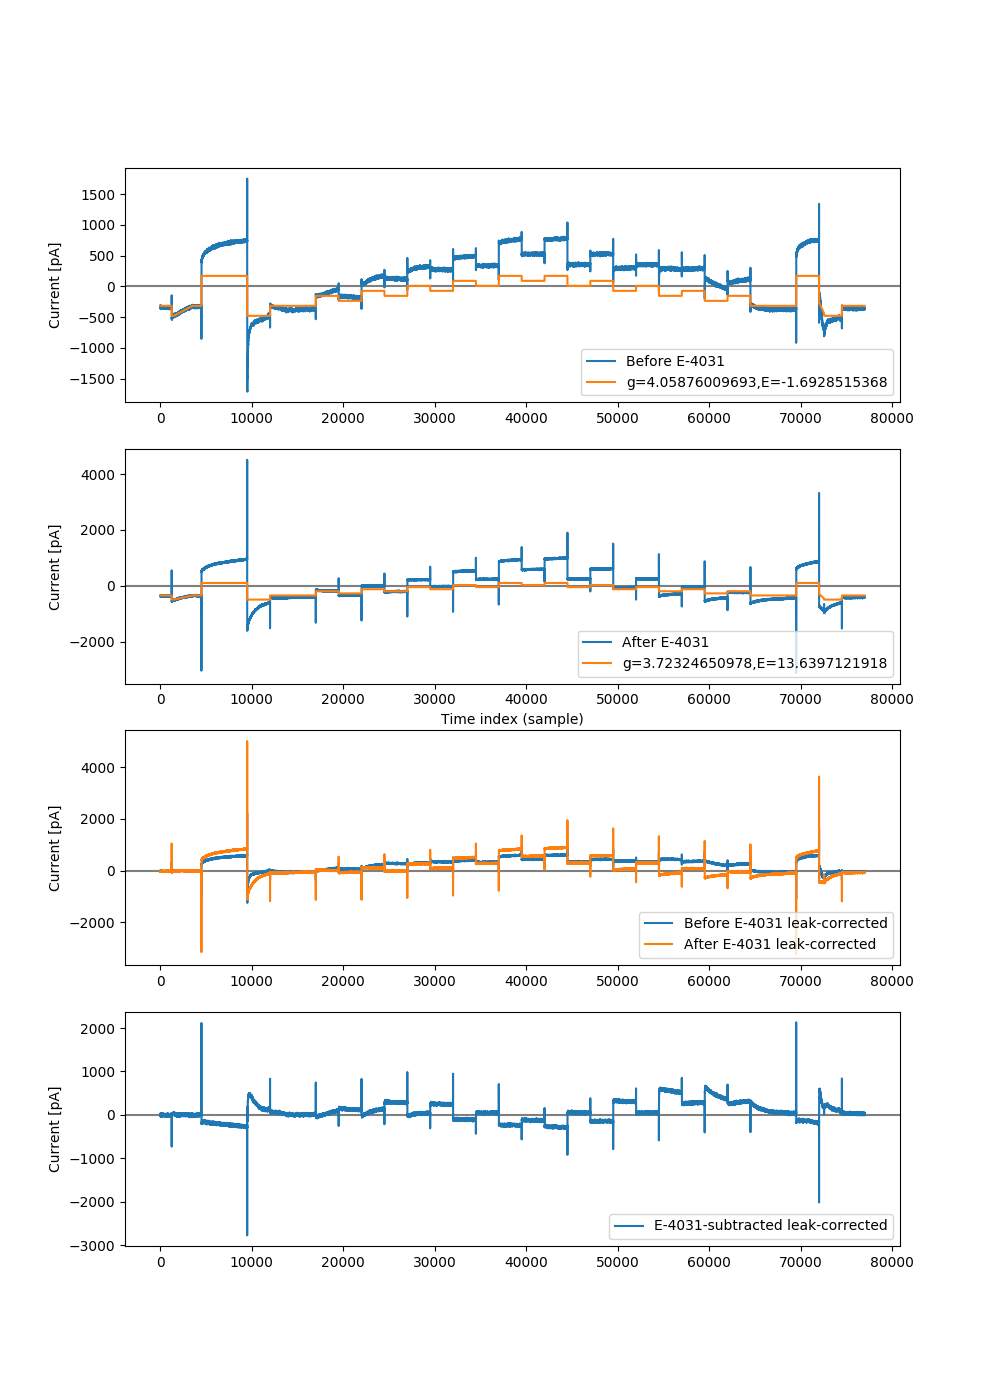 1500
1000
500
0
−500
−1000
−1500
Current [pA]
Before E-4031
g=4.05876009693,E=-1.6928515368
0 10000 20000 30000 40000 50000 60000 70000 80000
4000
2000
0
−2000
Current [pA]
After E-4031
g=3.72324650978,E=13.6397121918
0 10000 20000 30000 40000 50000 60000 70000 80000
Time index (sample)
4000
2000
0
−2000
Current [pA]
Before E-4031 leak-corrected
After E-4031 leak-corrected
0 10000 20000 30000 40000 50000 60000 70000 80000
2000
1000
0
−1000
−2000
−3000
Current [pA]
E-4031-subtracted leak-corrected
0 10000 20000 30000 40000 50000 60000 70000 80000